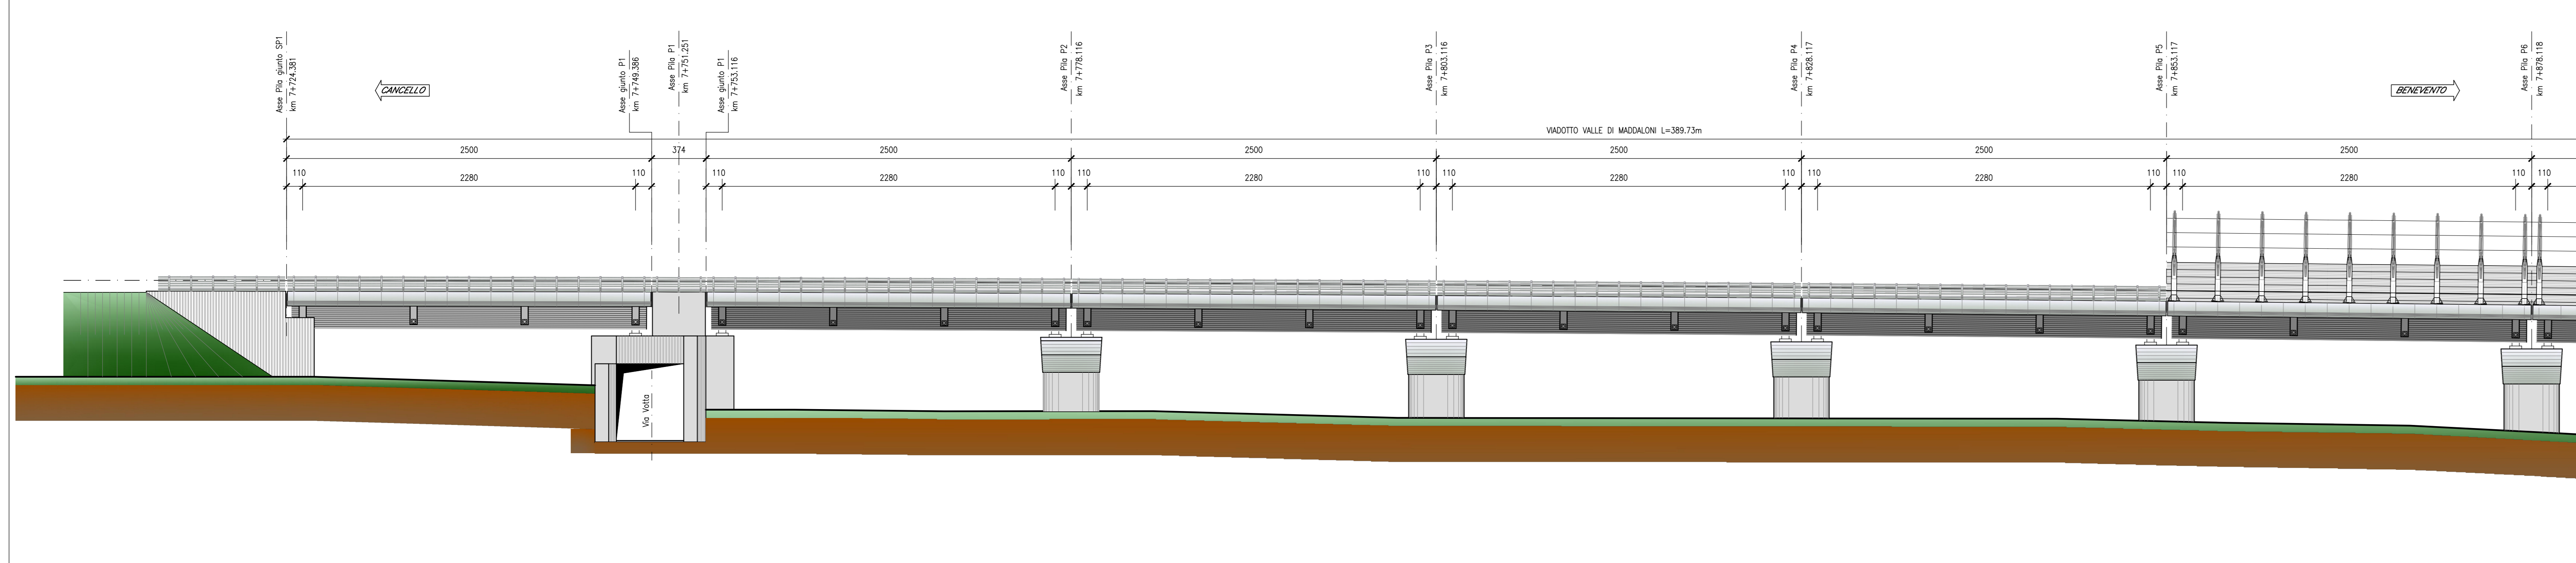 Asse Pila giunto SP1
km 7+724.381
CANCELLO
Asse giunto P1
km 7+749.386
Asse Pila P1
km 7+751.251
Asse giunto P1
km 7+753.116
Asse Pila P2
km 7+778.116
Asse Pila P3
km 7+803.116
Asse Pila P4
km 7+828.117
Asse Pila P5
km 7+853.117
BENEVENTO
Asse Pila P6
km 7+878.118
VIADOTTO VALLE DI MADDALONI L=389.73m
2500 374 2500 2500 2500 2500 2500
110 2280 110 110 2280 110 110 2280 110 110 2280 110 110 2280 110 110 2280 110 110
Via Votta